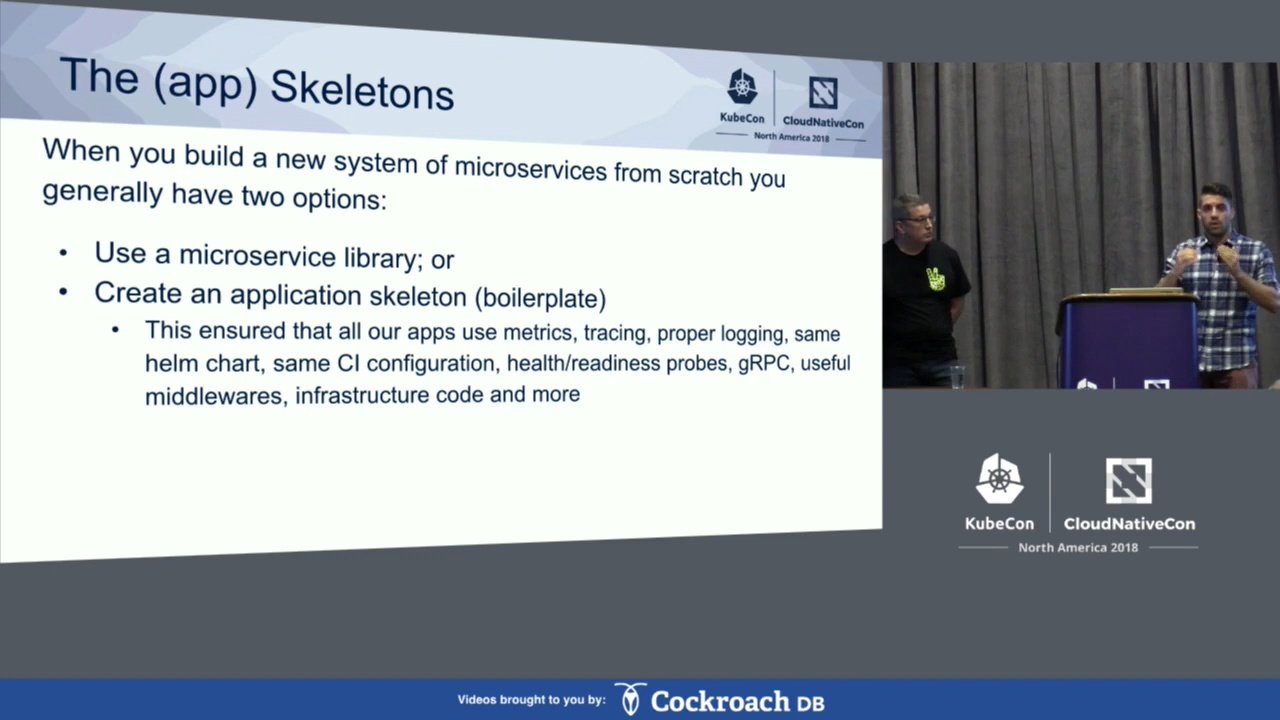 The (app) Skeletons
KubeCon
CloudNativeCon
North America 2018
When you build a new system of microservices from scratch you
generally have two options:
• Use a microservice library; or
• Create an application skeleton (boilerplate)
• This ensured that all our apps use metrics, tracing, proper logging, same
helm chart, same CI configuration, health/readiness probes, gRPC, useful
middlewares, infrastructure code and more
KubeCon
CloudNativeCon
North America 2018
Videos brought to you by:
Cockroach DB